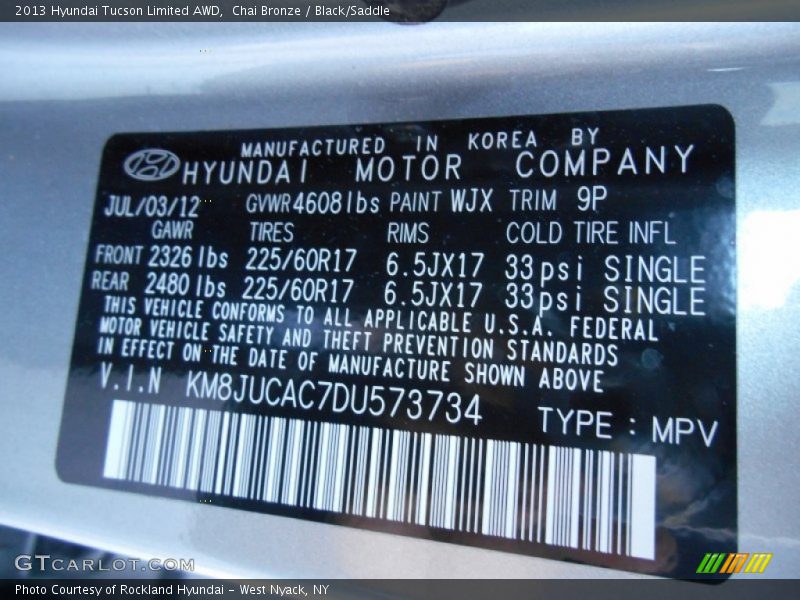 2013 Hyundai Tucson Limited AWD,  Chai Bronze / Black/Saddle
MANUFACTURED IN KOREA BY
HYUNDAI MOTOR COMPANY
JUL/03/12 GVWR 4608lbs PAINT WJX TRIM 9P
GAWR TIRES RIMS COLD TIRE INFL
FRONT 2326 lbs 225/60R17 6.5JX17 33psi SINGLE
REAR 2480 lbs 225/60R17 6.5JX17 33psi SINGLE
THIS VEHICLE CONFORMS TO ALL APPLICABLE U.S.A. FEDERAL
MOTOR VEHICLE SAFETY AND THEFT PREVENTION STANDARDS
IN EFFECT ON THE DATE OF MANUFACTURE SHOWN ABOVE
V.I.N KM8JUCAC7DU573734 TYPE : MPV
GTCARLOT.COM
Photo Courtesy of Rockland Hyundai - West Nyack, NY